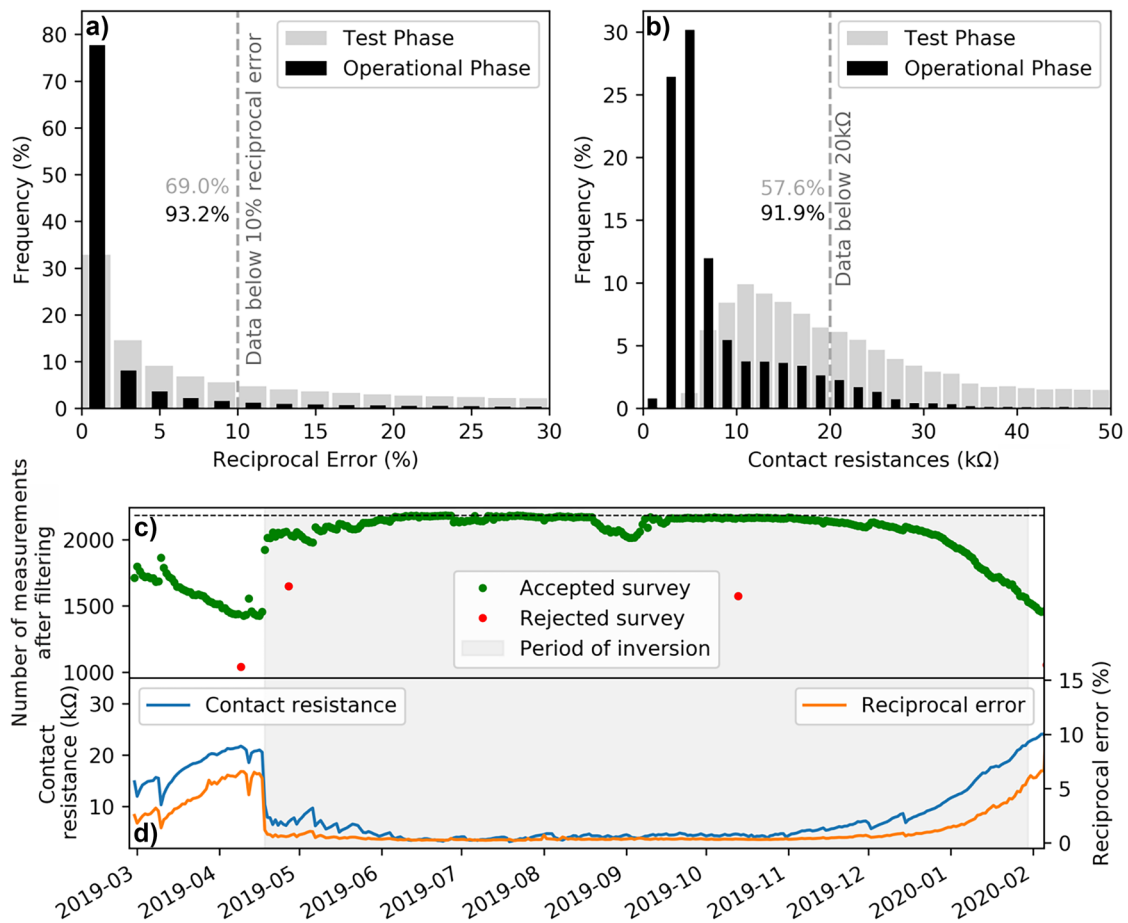 a)
80
70
60
50
40
30
20
10
0
Frequency (%)
Test Phase
Operational Phase
69.0%
93.2%
Data below 10% reciprocal error
0 5 10 15 20 25 30
Reciprocal Error (%)
b)
30
25
20
15
10
5
0
Frequency (%)
Test Phase
Operational Phase
57.6%
91.9%
Data below 20kΩ
0 10 20 30 40 50
Contact resistances (kΩ)
c)
Number of measurements
after filtering
2000
1500
1000
Accepted survey
Rejected survey
Period of inversion
d)
Contact
resistance (kΩ)
30
20
10
Contact resistance
Reciprocal error
15
10
5
0
Reciprocal error (%)
2019-03 2019-04 2019-05 2019-06 2019-07 2019-08 2019-09 2019-10 2019-11 2019-12 2020-01 2020-02